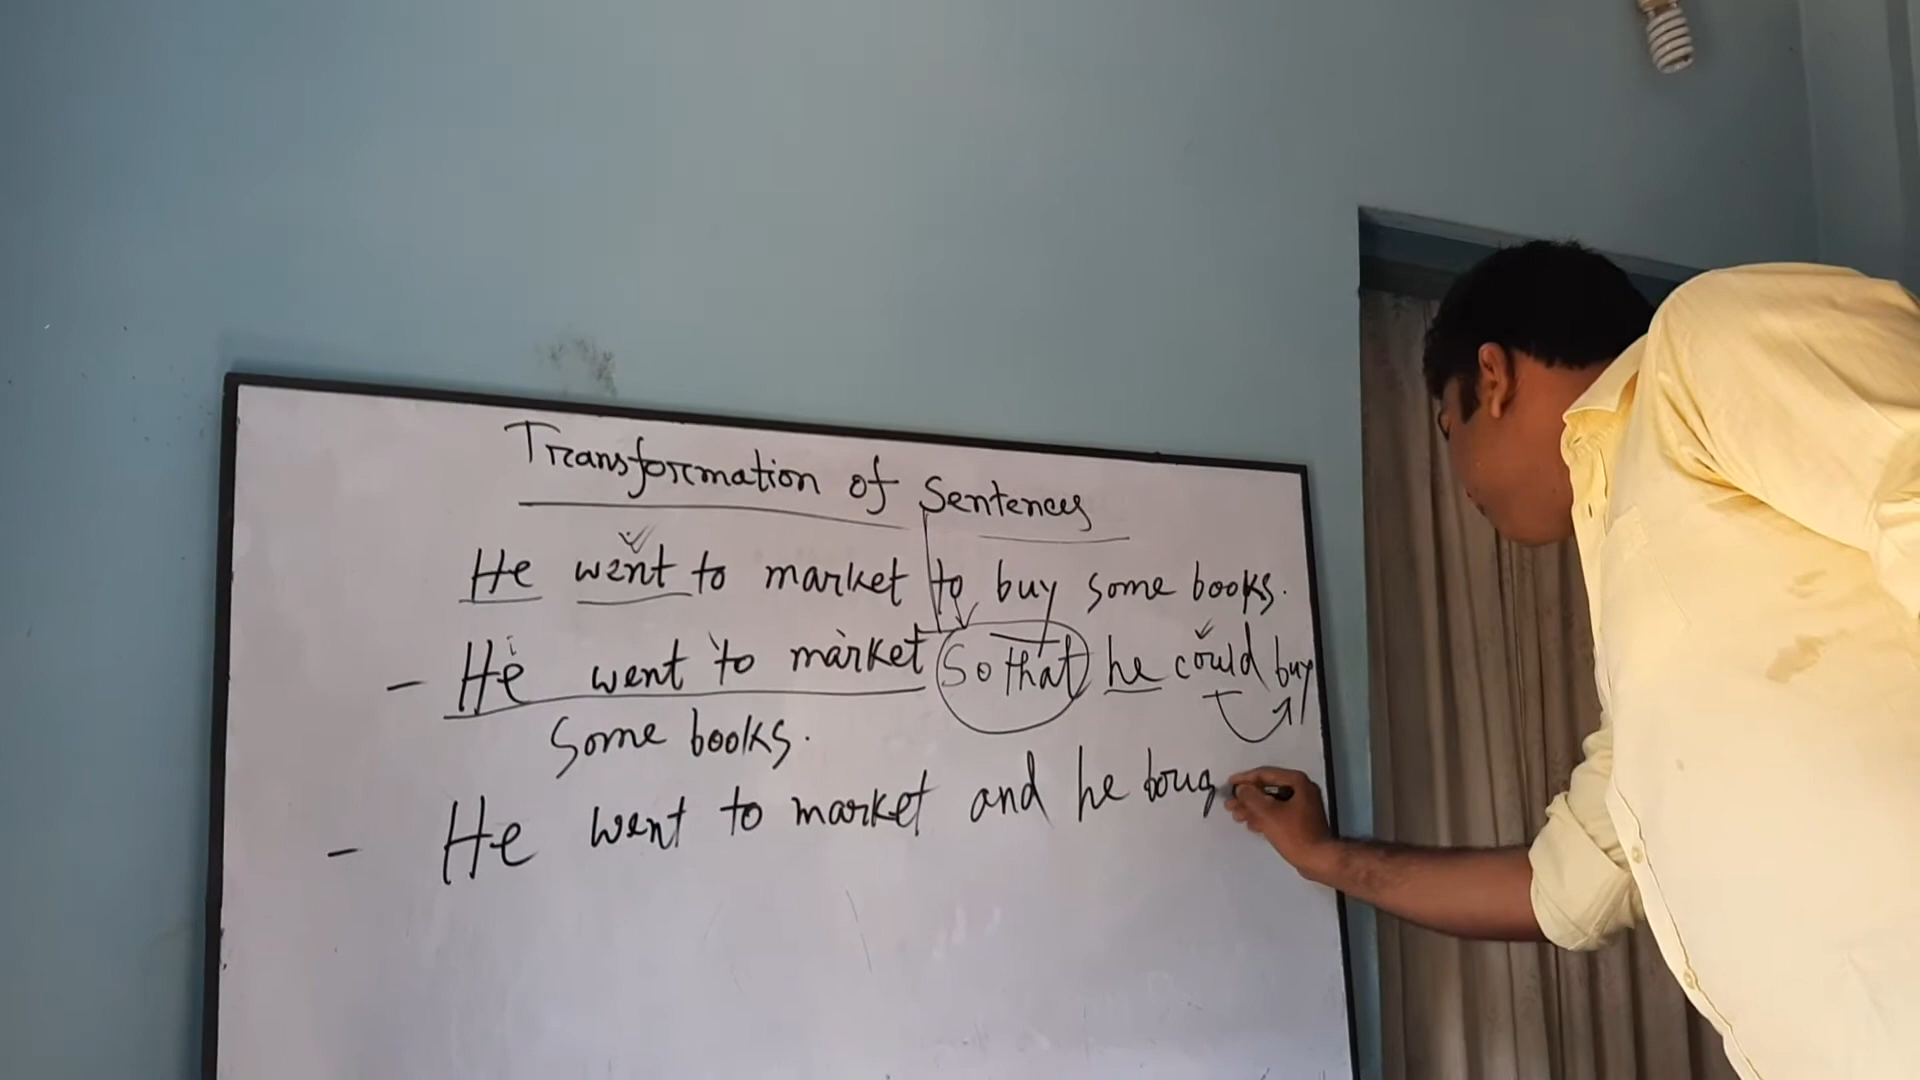 Transformation of Sentences
He went to market to buy some books.
- He went to market So that he could buy
Some books.
- He went to market and he boug